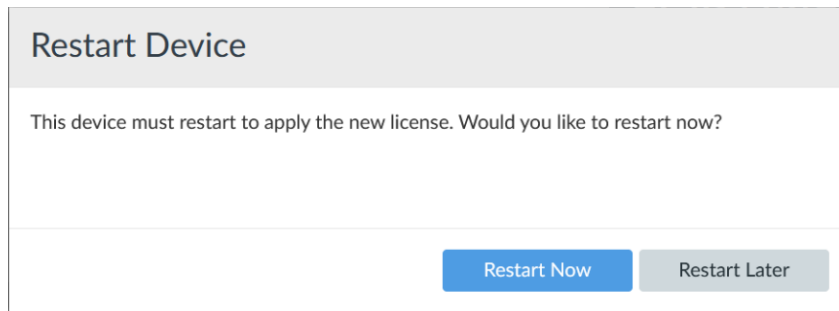 Restart Device
This device must restart to apply the new license. Would you like to restart now?
Restart Now
Restart Later